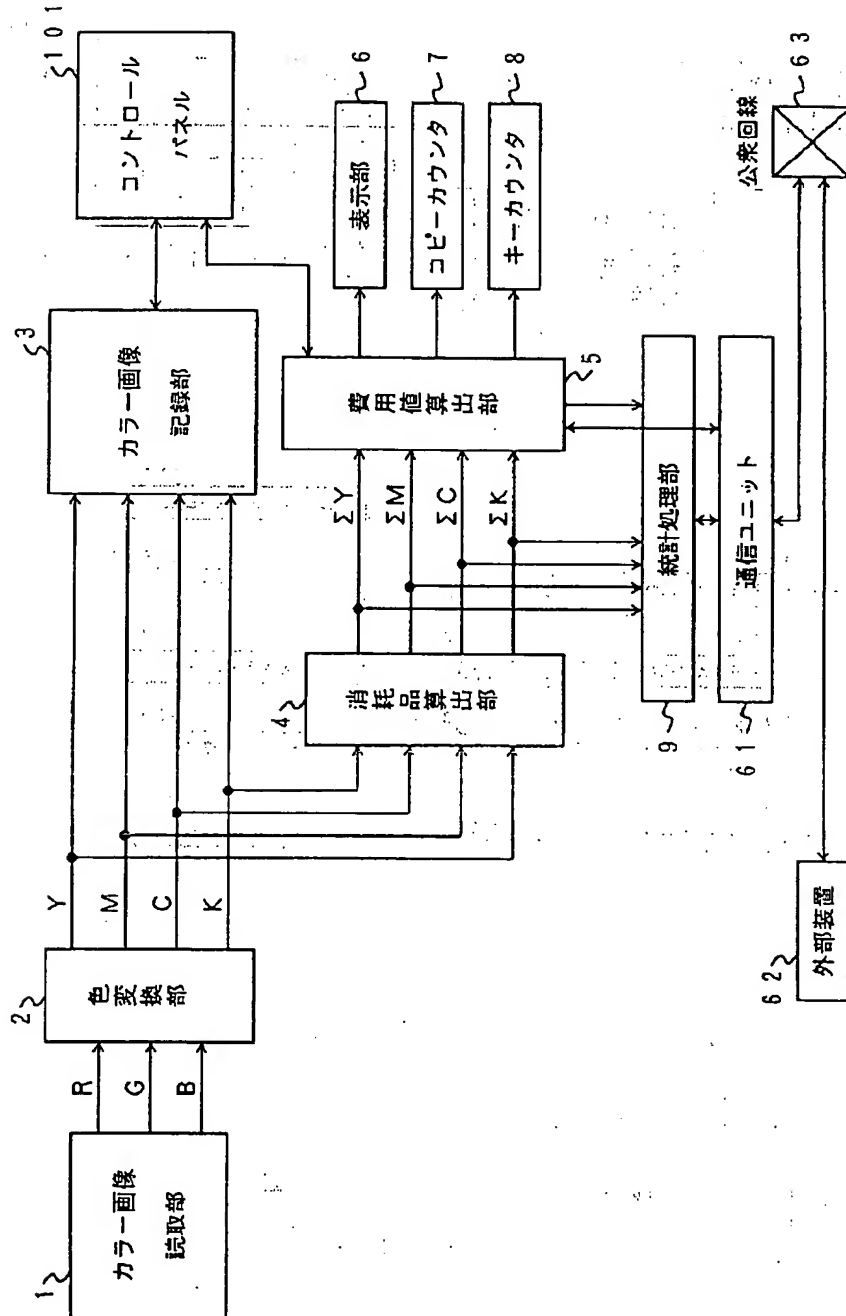 1
カラー画像
読取部
R
G
B
2
色変換部
Y
M
C
K
3
カラー画像
記録部
101
コントロール
パネル
4
消耗品算出部
ΣY
ΣM
ΣC
ΣK
5
費用値算出部
表示部
6
コピーカウンタ
7
キーカウンタ
8
統計処理部
9
通信ユニット
61
外部装置
62
公衆回線
63